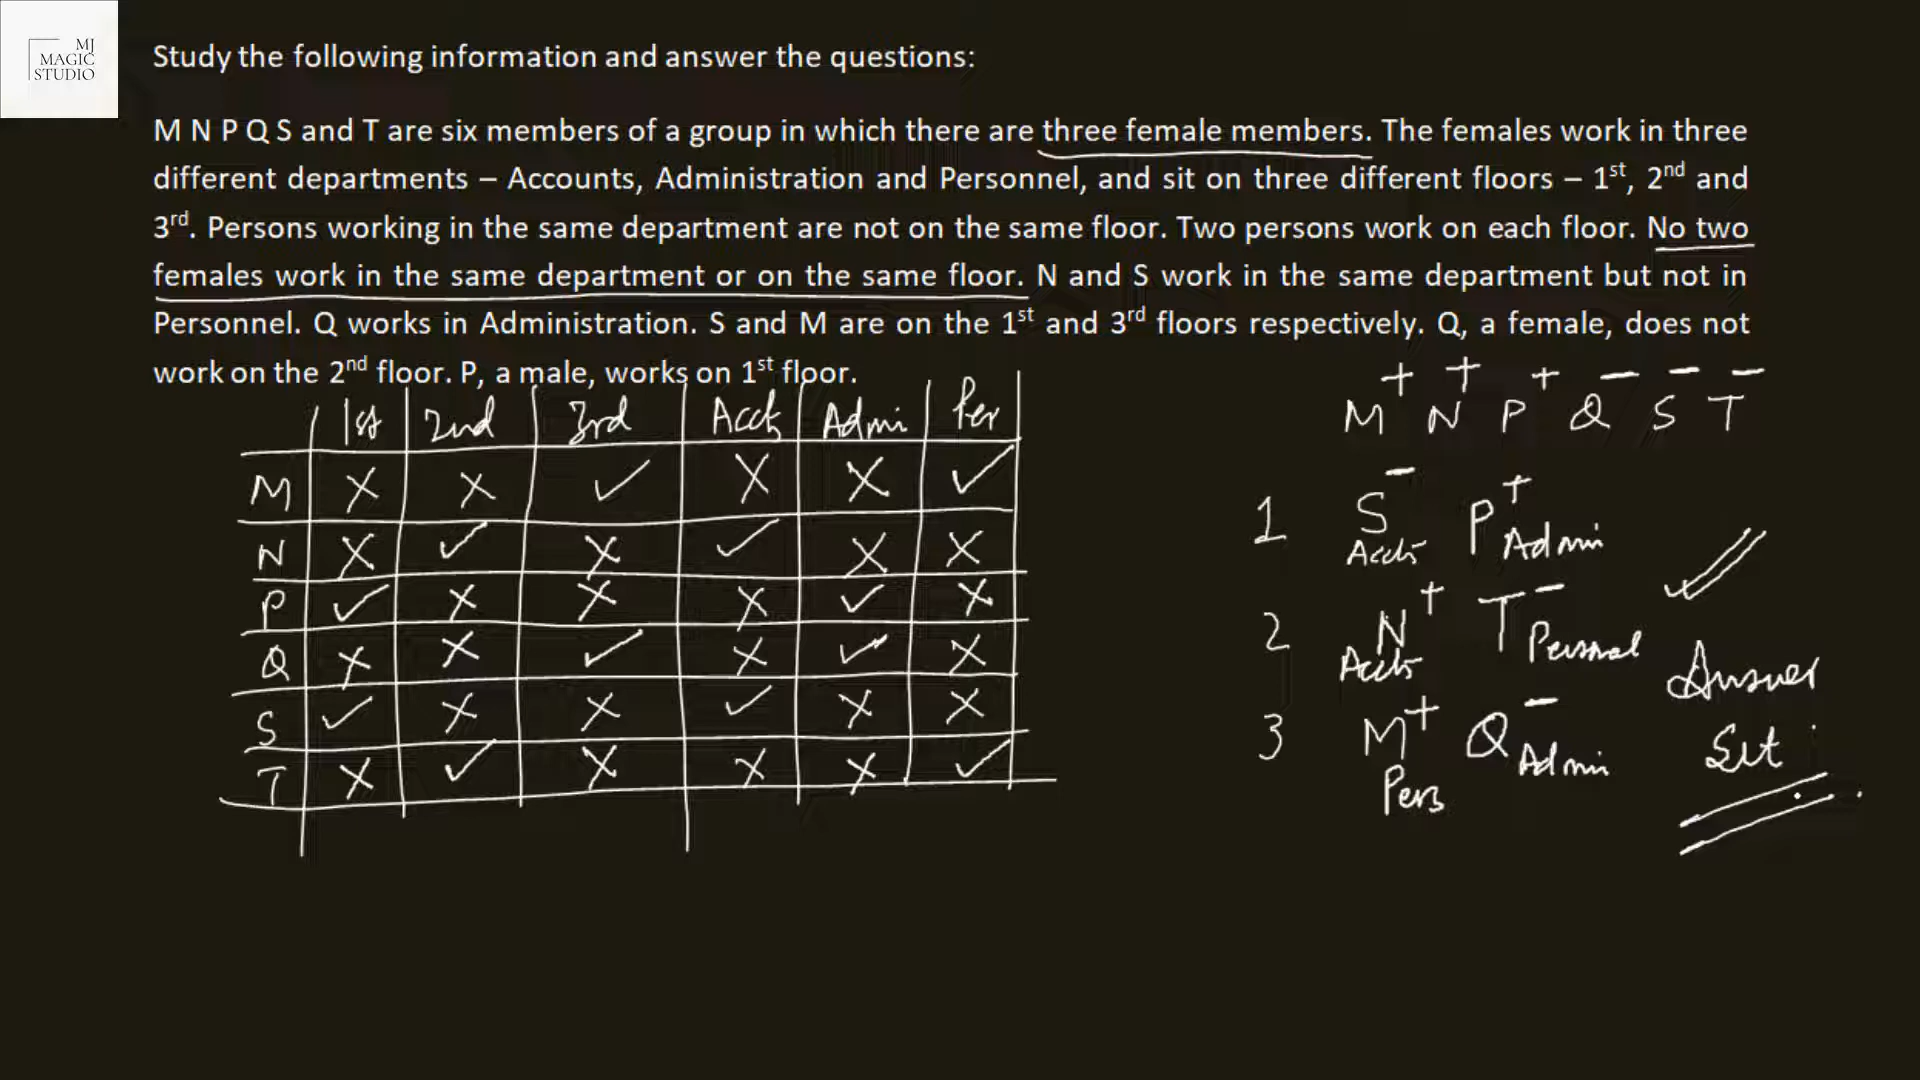 MJ
MAGIC
STUDIO
Study the following information and answer the questions:
M N P Q S and T are six members of a group in which there are three female members. The females work in three
different departments – Accounts, Administration and Personnel, and sit on three different floors – 1st, 2nd and
3rd. Persons working in the same department are not on the same floor. Two persons work on each floor. No two
females work in the same department or on the same floor. N and S work in the same department but not in
Personnel. Q works in Administration. S and M are on the 1st and 3rd floors respectively. Q, a female, does not
work on the 2nd floor. P, a male, works on 1st floor.
1st 2nd 3rd Accts Admi Per
M X X ✓ X X ✓
N X ✓ X ✓ X X
P ✓ X X X ✓ X
Q X X ✓ X ✓ X
S ✓ X X ✓ X X
T X ✓ X X X ✓
+ + + – – –
M N P Q S T
1 S– Accts P+ Admin
2 N+ Accts T– Personal
3 M+ Pers Q– Admin
✓
Answer
Set